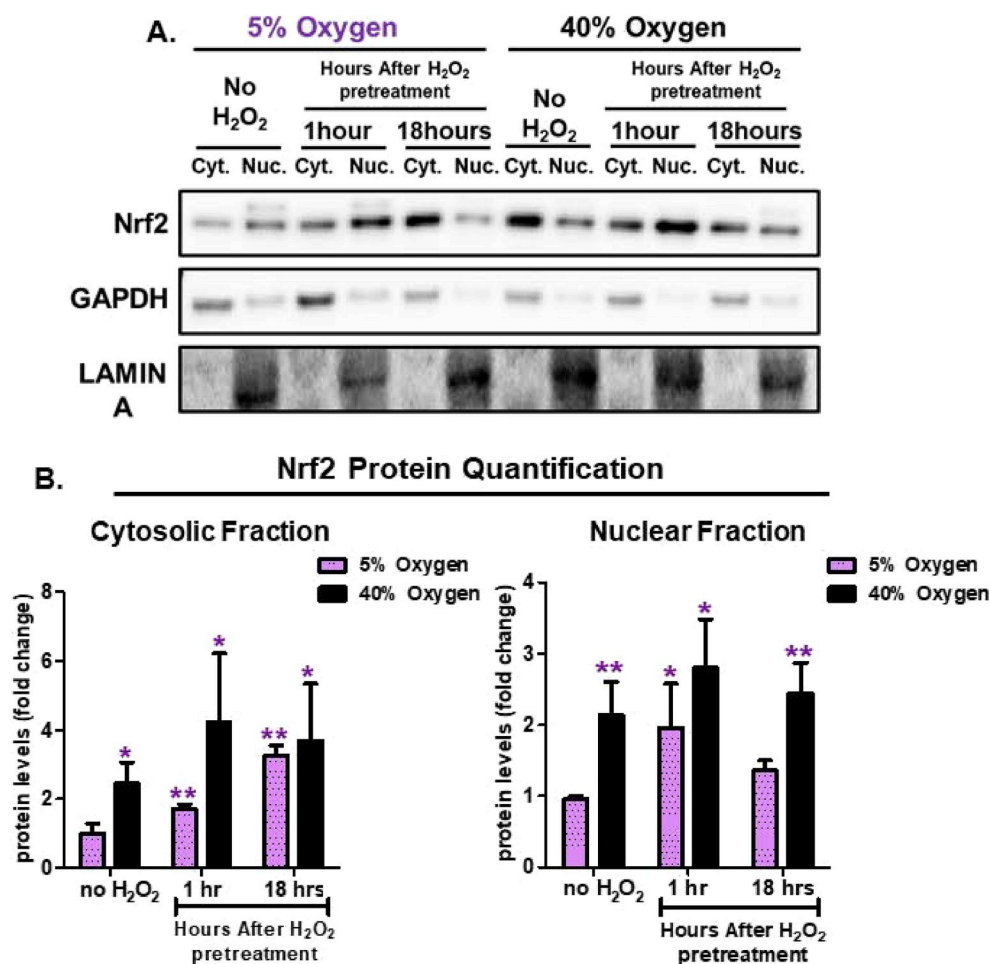 A.
5% Oxygen
40% Oxygen
No
H₂O₂
Hours After H₂O₂
pretreatment
1hour
18hours
No
H₂O₂
Hours After H₂O₂
pretreatment
1hour
18hours
Cyt. Nuc. Cyt. Nuc. Cyt. Nuc. Cyt. Nuc. Cyt. Nuc. Cyt. Nuc.
Nrf2
GAPDH
LAMIN
A
B.
Nrf2 Protein Quantification
Cytosolic Fraction
5% Oxygen
40% Oxygen
protein levels (fold change)
8
6
4
2
0
*
**
*
**
*
no H₂O₂
1 hr
18 hrs
Hours After H₂O₂
pretreatment
Nuclear Fraction
5% Oxygen
40% Oxygen
protein levels (fold change)
4
3
2
1
0
**
*
*
**
no H₂O₂
1 hr
18 hrs
Hours After H₂O₂
pretreatment